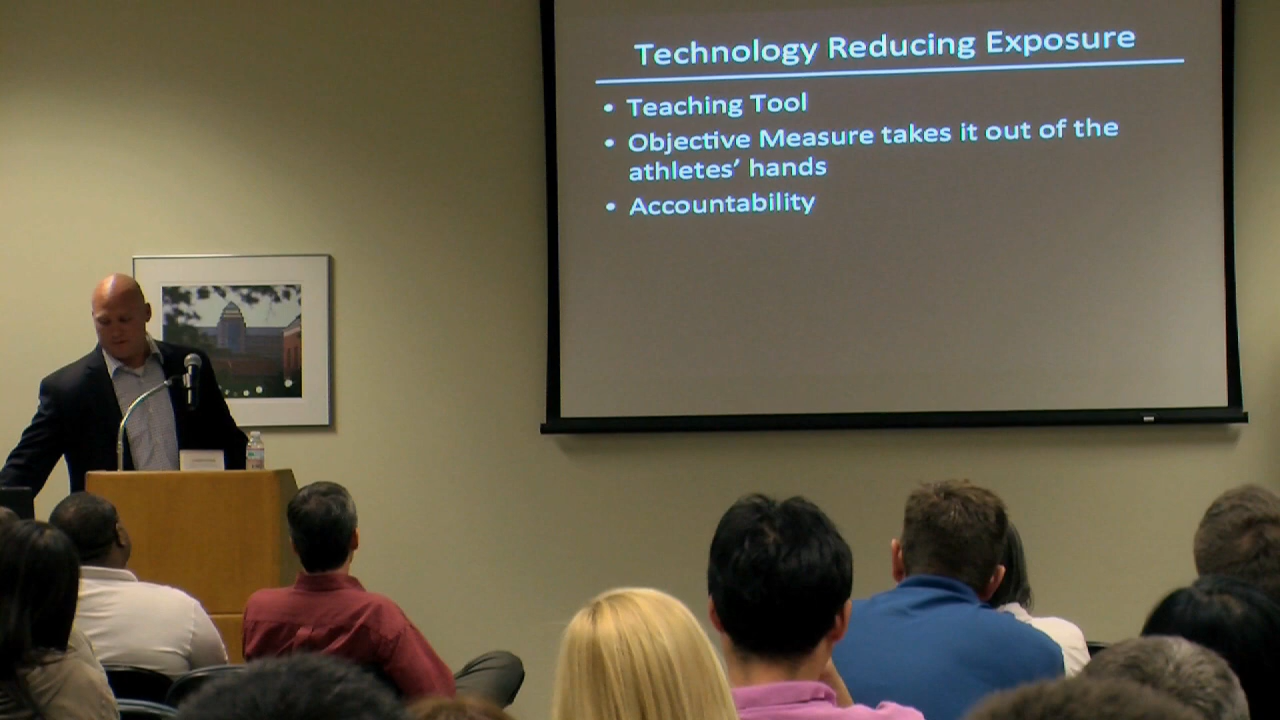 Technology Reducing Exposure
• Teaching Tool
• Objective Measure takes it out of the
athletes’ hands
• Accountability